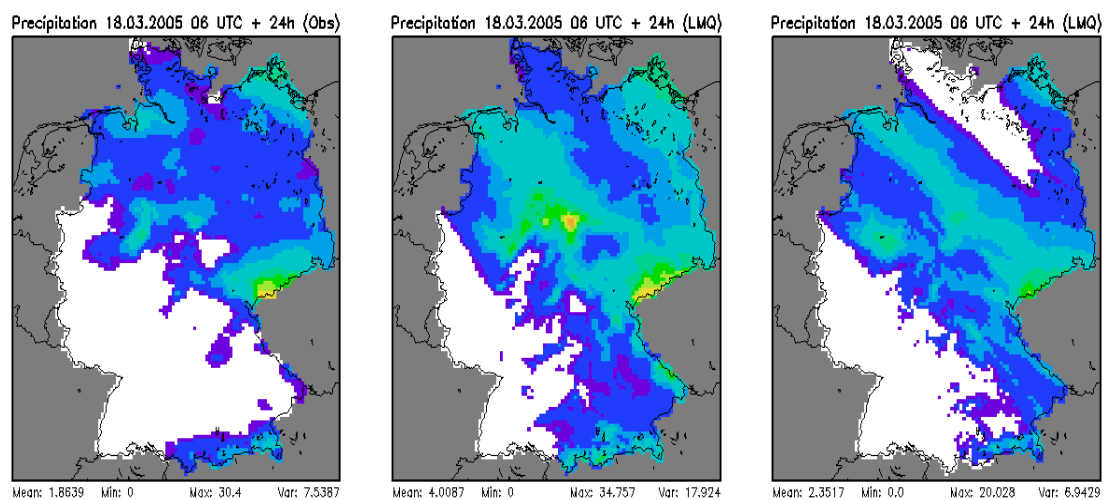 Precipitation 18.03.2005 06 UTC + 24h (Obs)
Precipitation 18.03.2005 06 UTC + 24h (LMQ)
Precipitation 18.03.2005 06 UTC + 24h (LMQ)
Mean: 1.8639 Min: 0 Max: 30.4 Var: 7.5387
Mean: 4.0087 Min: 0 Max: 34.757 Var: 17.924
Mean: 2.3517 Min: 0.0 Max: 20.028 Var: 6.9429